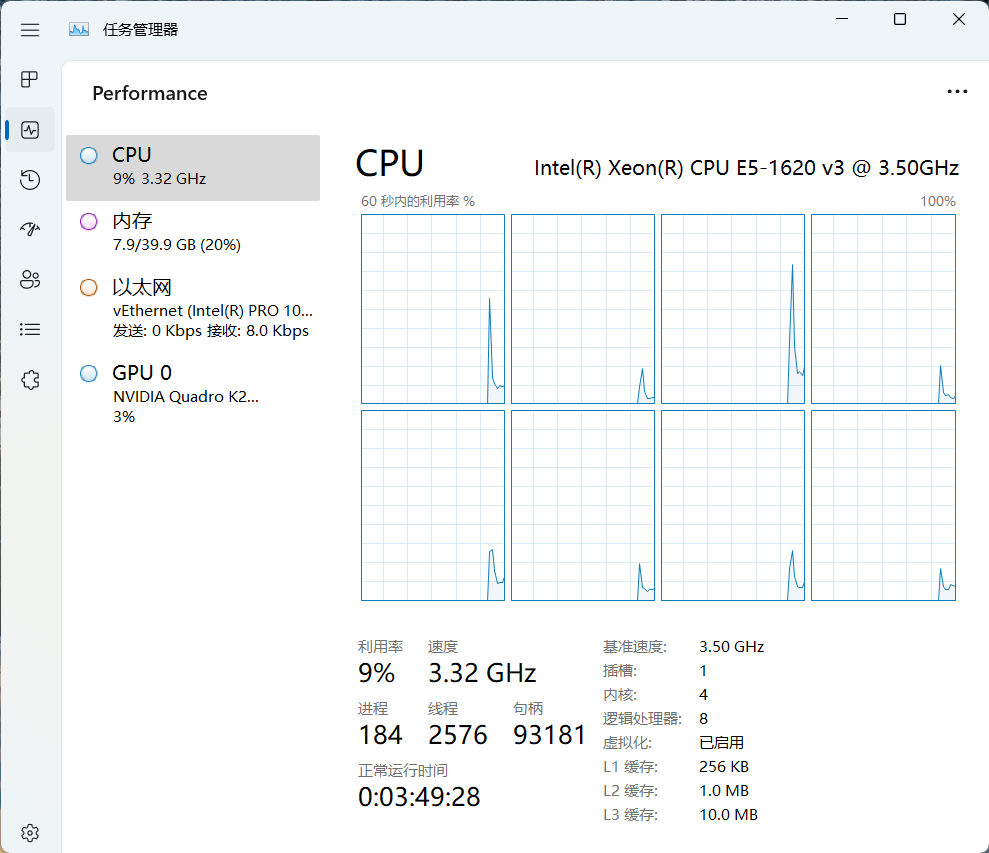 任务管理器
Performance
CPU
9% 3.32 GHz
内存
7.9/39.9 GB (20%)
以太网
vEthernet (Intel(R) PRO 10...
发送: 0 Kbps 接收: 8.0 Kbps
GPU 0
NVIDIA Quadro K2...
3%
CPU
Intel(R) Xeon(R) CPU E5-1620 v3 @ 3.50GHz
60 秒内的利用率 %
100%
利用率 速度
9% 3.32 GHz
进程 线程 句柄
184 2576 93181
正常运行时间
0:03:49:28
基准速度: 3.50 GHz
插槽: 1
内核: 4
逻辑处理器: 8
虚拟化: 已启用
L1 缓存: 256 KB
L2 缓存: 1.0 MB
L3 缓存: 10.0 MB